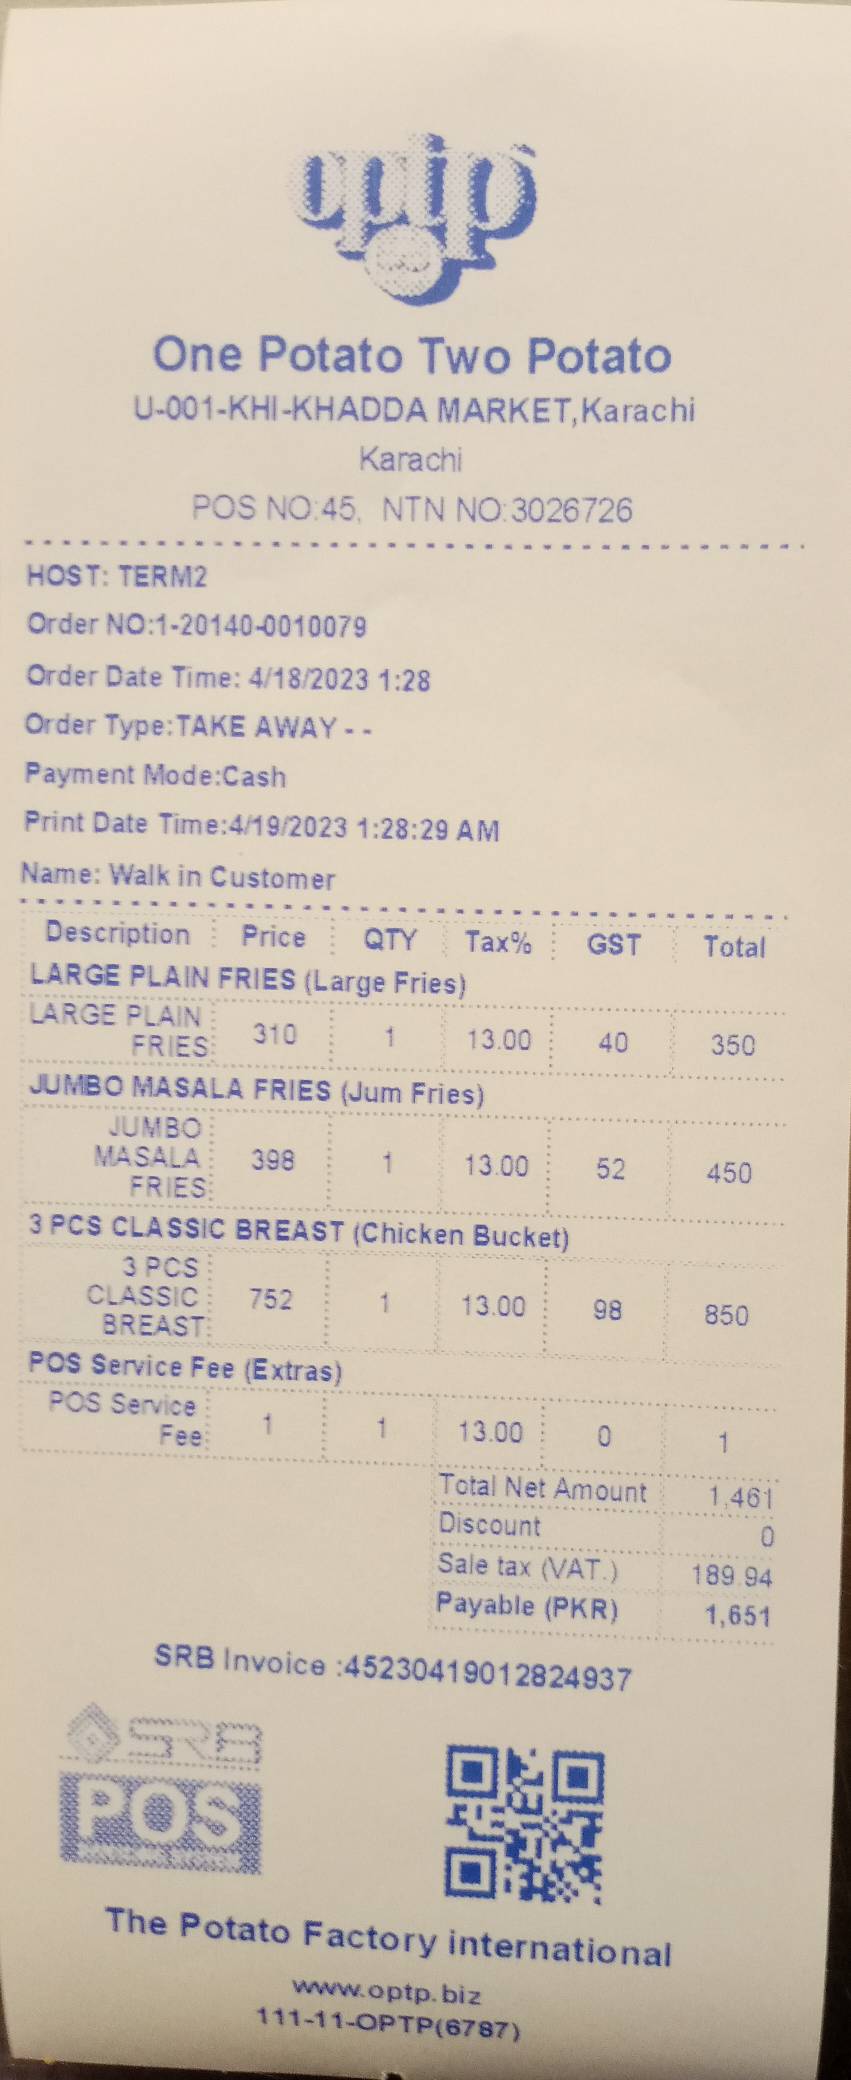 optp
One Potato Two Potato
U-001-KHI-KHADDA MARKET,Karachi
Karachi
POS NO:45, NTN NO:3026726
HOST: TERM2
Order NO:1-20140-0010079
Order Date Time: 4/18/2023 1:28
Order Type:TAKE AWAY - -
Payment Mode:Cash
Print Date Time:4/19/2023 1:28:29 AM
Name: Walk in Customer
Description Price QTY Tax% GST Total
LARGE PLAIN FRIES (Large Fries)
LARGE PLAIN
FRIES 310 1 13.00 40 350
JUMBO MASALA FRIES (Jum Fries)
JUMBO
MASALA 398 1 13.00 52 450
FRIES
3 PCS CLASSIC BREAST (Chicken Bucket)
3 PCS
CLASSIC 752 1 13.00 98 850
BREAST
POS Service Fee (Extras)
POS Service
Fee 1 1 13.00 0 1
Total Net Amount 1,461
Discount 0
Sale tax (VAT.) 189.94
Payable (PKR) 1,651
SRB Invoice :45230419012824937
SRB
POS
The Potato Factory international
www.optp.biz
111-11-OPTP(6787)